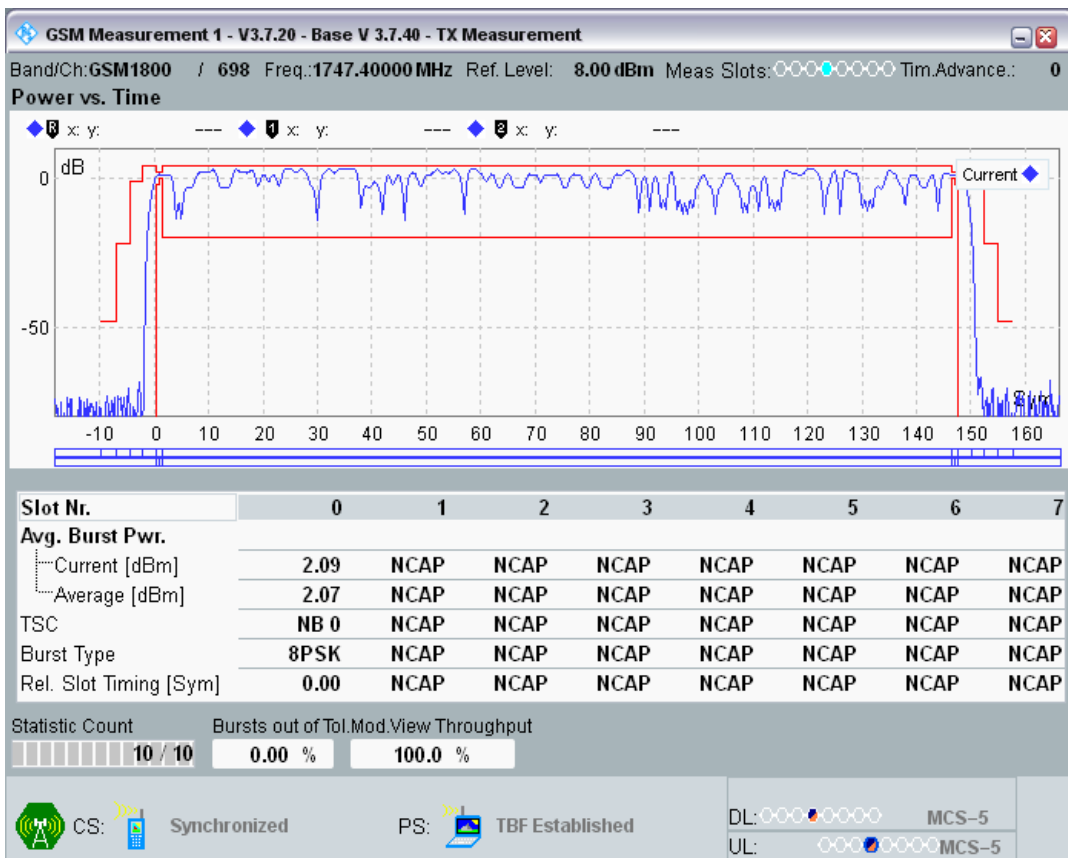 GSM Measurement 1 - V3.7.20 - Base V 3.7.40 - TX Measurement
Band/Ch:GSM1800 / 698 Freq.:1747.40000 MHz Ref. Level: 8.00 dBm Meas Slots: Tim.Advance.: 0
Power vs. Time
R x: y: --- 1 x: y: --- 2 x: y: ---
dB
Current
0
-50
Sym
-10 0 10 20 30 40 50 60 70 80 90 100 110 120 130 140 150 160
Slot Nr. 0 1 2 3 4 5 6 7
Avg. Burst Pwr.
Current [dBm] 2.09 NCAP NCAP NCAP NCAP NCAP NCAP NCAP
Average [dBm] 2.07 NCAP NCAP NCAP NCAP NCAP NCAP NCAP
TSC NB 0 NCAP NCAP NCAP NCAP NCAP NCAP NCAP
Burst Type 8PSK NCAP NCAP NCAP NCAP NCAP NCAP NCAP
Rel. Slot Timing [Sym] 0.00 NCAP NCAP NCAP NCAP NCAP NCAP NCAP
Statistic Count Bursts out of Tol.Mod.View Throughput
10 / 10 0.00 % 100.0 %
CS: Synchronized PS: TBF Established
DL: MCS-5
UL: MCS-5